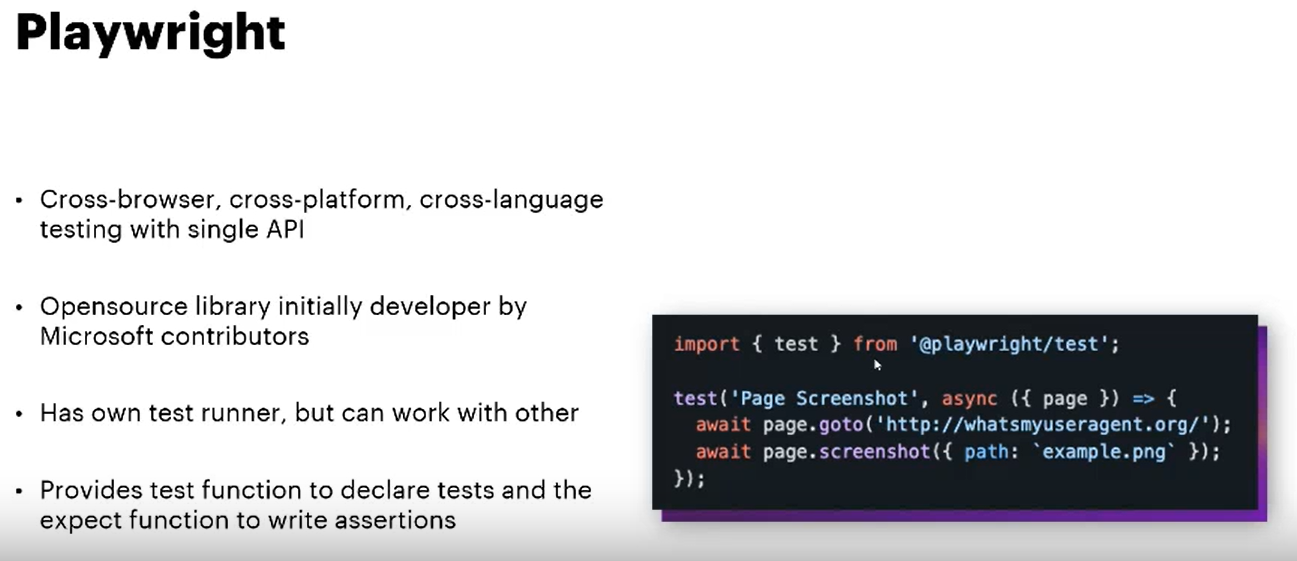 Playwright
• Cross-browser, cross-platform, cross-language
testing with single API
• Opensource library initially developer by
Microsoft contributors
• Has own test runner, but can work with other
• Provides test function to declare tests and the
expect function to write assertions
import { test } from '@playwright/test';
test('Page Screenshot', async ({ page }) => {
  await page.goto('http://whatsmyuseragent.org/');
  await page.screenshot({ path: `example.png` });
});